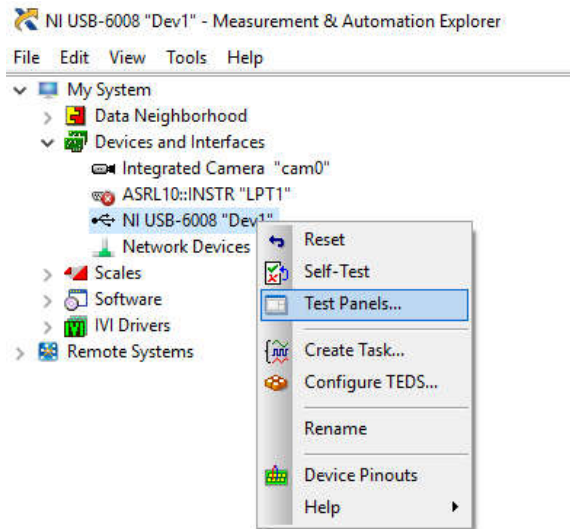 NI USB-6008 "Dev1" - Measurement & Automation Explorer
File Edit View Tools Help
My System
Data Neighborhood
Devices and Interfaces
Integrated Camera "cam0"
ASRL10::INSTR "LPT1"
NI USB-6008 "Dev1"
Network Devices
Scales
Software
IVI Drivers
Remote Systems
Reset
Self-Test
Test Panels...
Create Task...
Configure TEDS...
Rename
Device Pinouts
Help